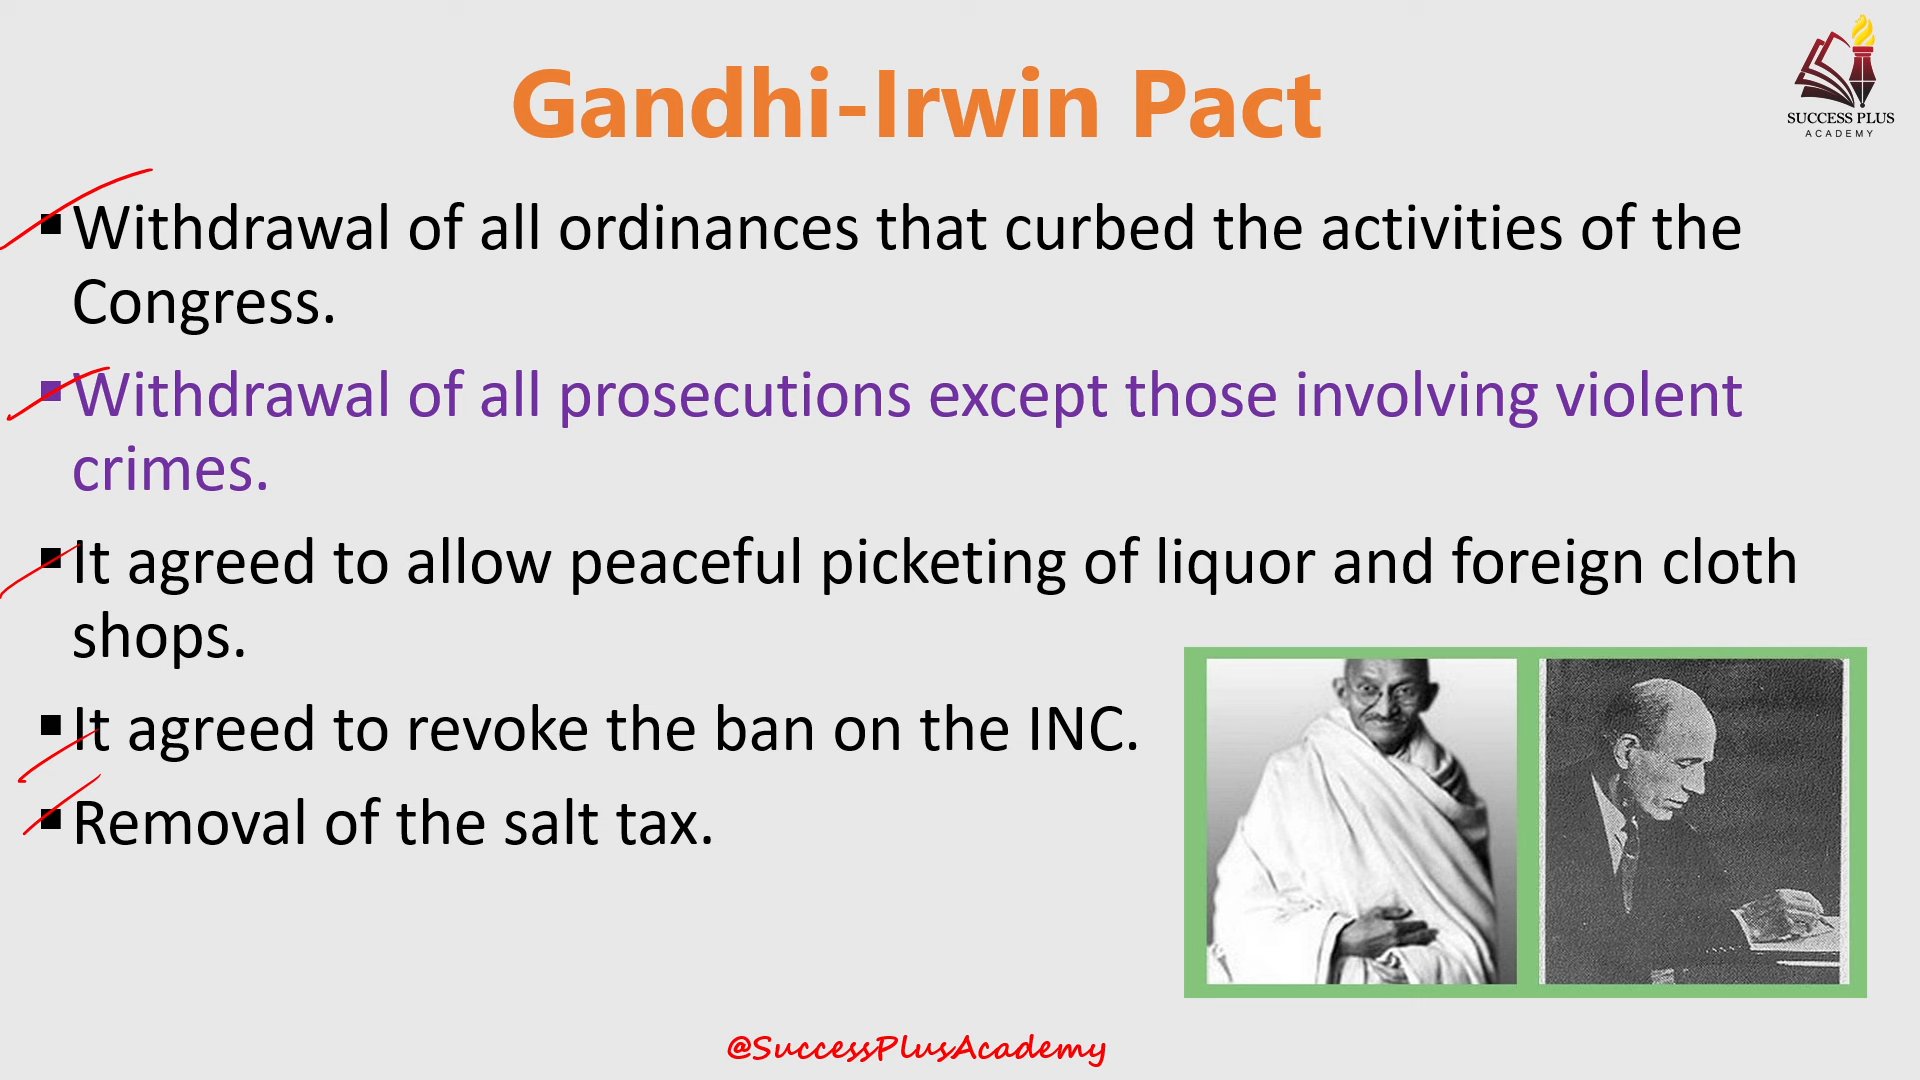 Gandhi-Irwin Pact
SUCCESS PLUS
ACADEMY
▪Withdrawal of all ordinances that curbed the activities of the
Congress.
▪Withdrawal of all prosecutions except those involving violent
crimes.
▪It agreed to allow peaceful picketing of liquor and foreign cloth
shops.
▪It agreed to revoke the ban on the INC.
▪Removal of the salt tax.
@SuccessPlusAcademy